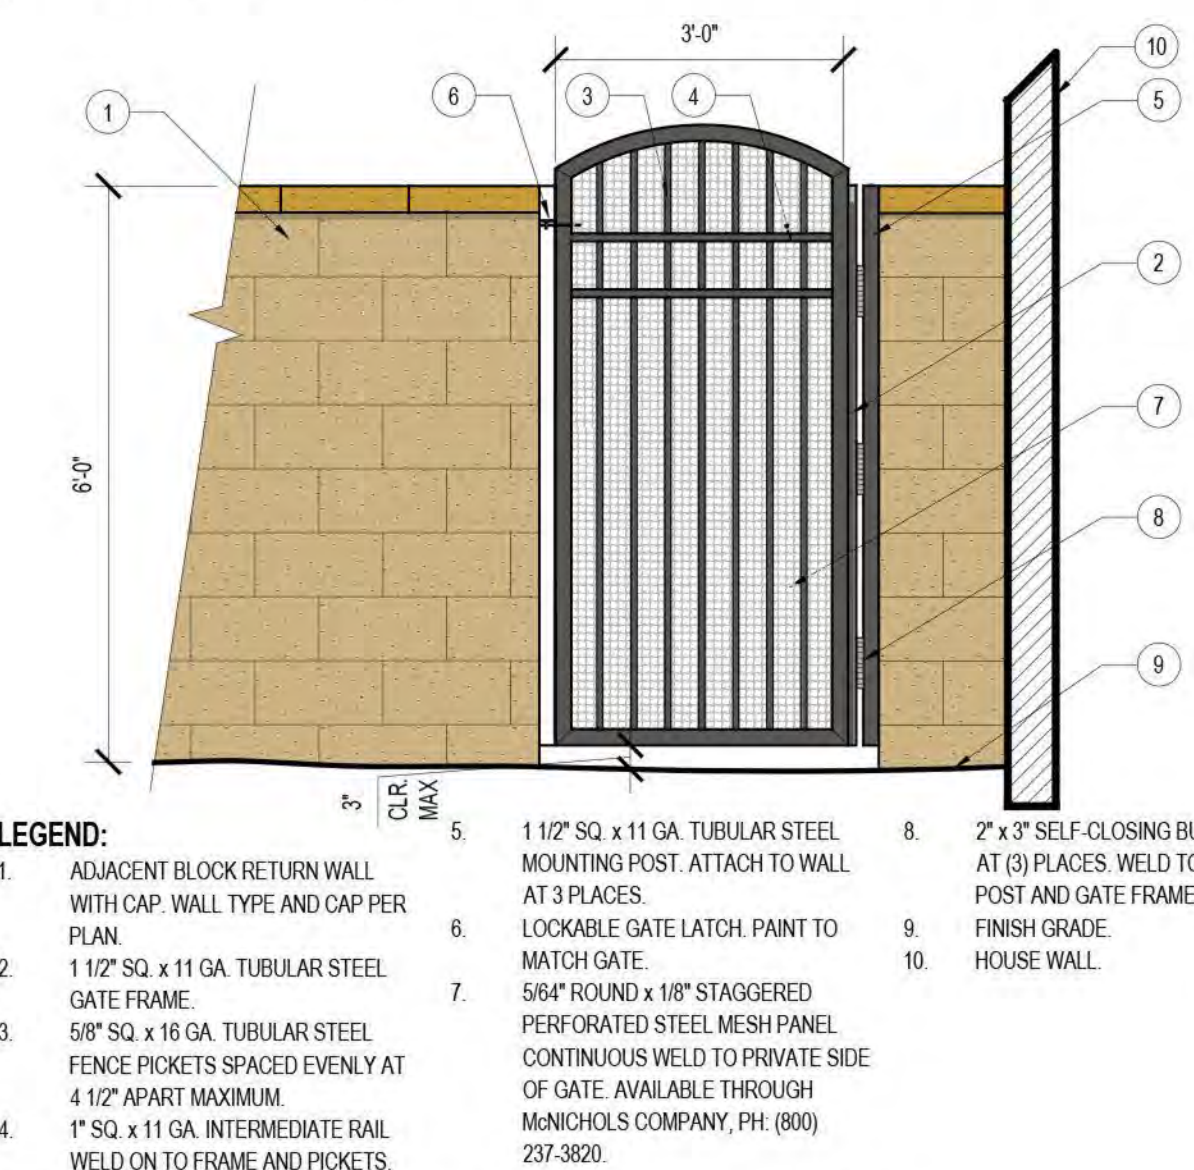 3'-0"
10
1
6
3
4
5
2
6'-0"
7
8
9
3"
CLR.
MAX
LEGEND:
1. ADJACENT BLOCK RETURN WALL
WITH CAP. WALL TYPE AND CAP PER
PLAN.
2. 1 1/2" SQ. x 11 GA. TUBULAR STEEL
GATE FRAME.
3. 5/8" SQ. x 16 GA. TUBULAR STEEL
FENCE PICKETS SPACED EVENLY AT
4 1/2" APART MAXIMUM.
4. 1" SQ. x 11 GA. INTERMEDIATE RAIL
WELD ON TO FRAME AND PICKETS.
5. 1 1/2" SQ. x 11 GA. TUBULAR STEEL
MOUNTING POST. ATTACH TO WALL
AT 3 PLACES.
6. LOCKABLE GATE LATCH. PAINT TO
MATCH GATE.
7. 5/64" ROUND x 1/8" STAGGERED
PERFORATED STEEL MESH PANEL
CONTINUOUS WELD TO PRIVATE SIDE
OF GATE. AVAILABLE THROUGH
McNICHOLS COMPANY, PH: (800)
237-3820.
8. 2" x 3" SELF-CLOSING
AT (3) PLACES. WELD TO
POST AND GATE FRAME
9. FINISH GRADE.
10. HOUSE WALL.